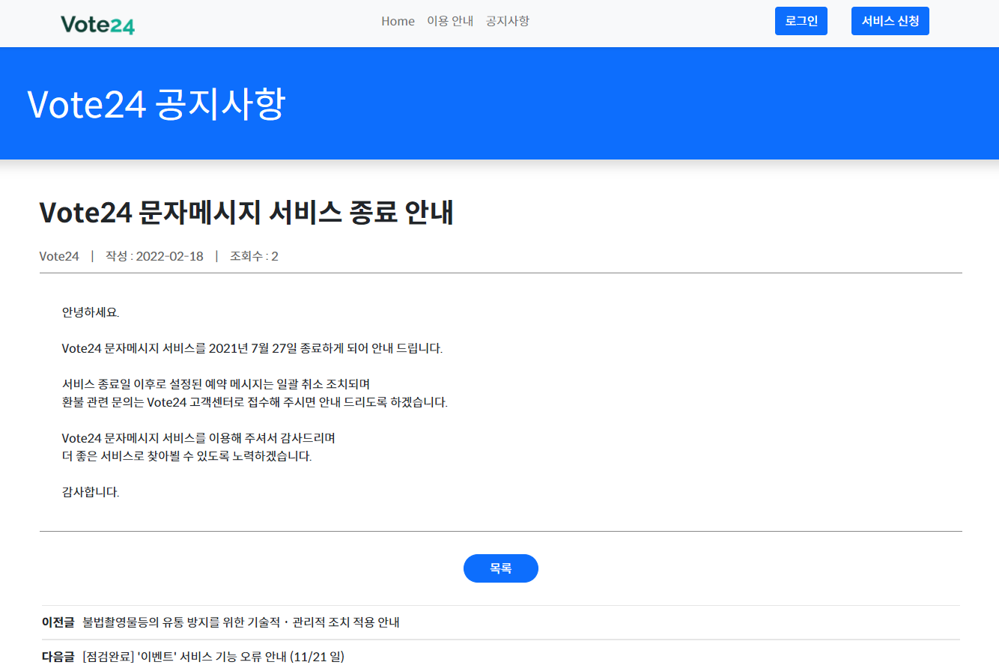 Vote24
Home 이용 안내 공지사항
로그인 서비스 신청
Vote24 공지사항
Vote24 문자메시지 서비스 종료 안내
Vote24 | 작성 : 2022-02-18 | 조회수 : 2
안녕하세요.
Vote24 문자메시지 서비스를 2021년 7월 27일 종료하게 되어 안내 드립니다.
서비스 종료일 이후로 설정된 예약 메시지는 일괄 취소 조치되며
환불 관련 문의는 Vote24 고객센터로 접수해 주시면 안내 드리도록 하겠습니다.
Vote24 문자메시지 서비스를 이용해 주셔서 감사드리며
더 좋은 서비스로 찾아뵐 수 있도록 노력하겠습니다.
감사합니다.
목록
이전글 불법촬영물등의 유통 방지를 위한 기술적 · 관리적 조치 적용 안내
다음글 [점검완료] '이벤트' 서비스 기능 오류 안내 (11/21 일)